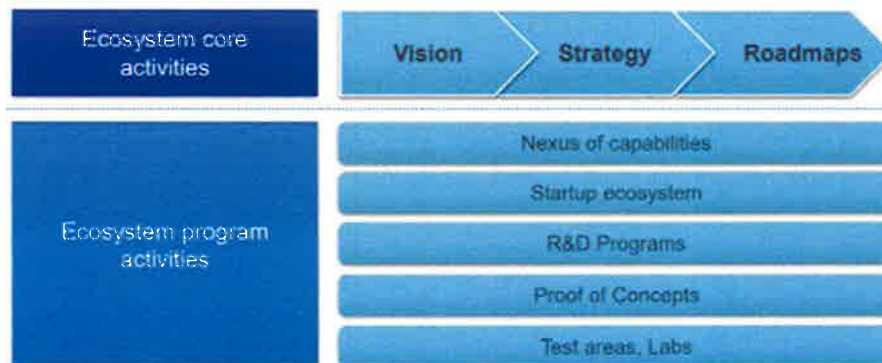 Ecosystem core
activities
Vision
Strategy
Roadmaps
Ecosystem program
activities
Nexus of capabilities
Startup ecosystem
R&D Programs
Proof of Concepts
Test areas, Labs